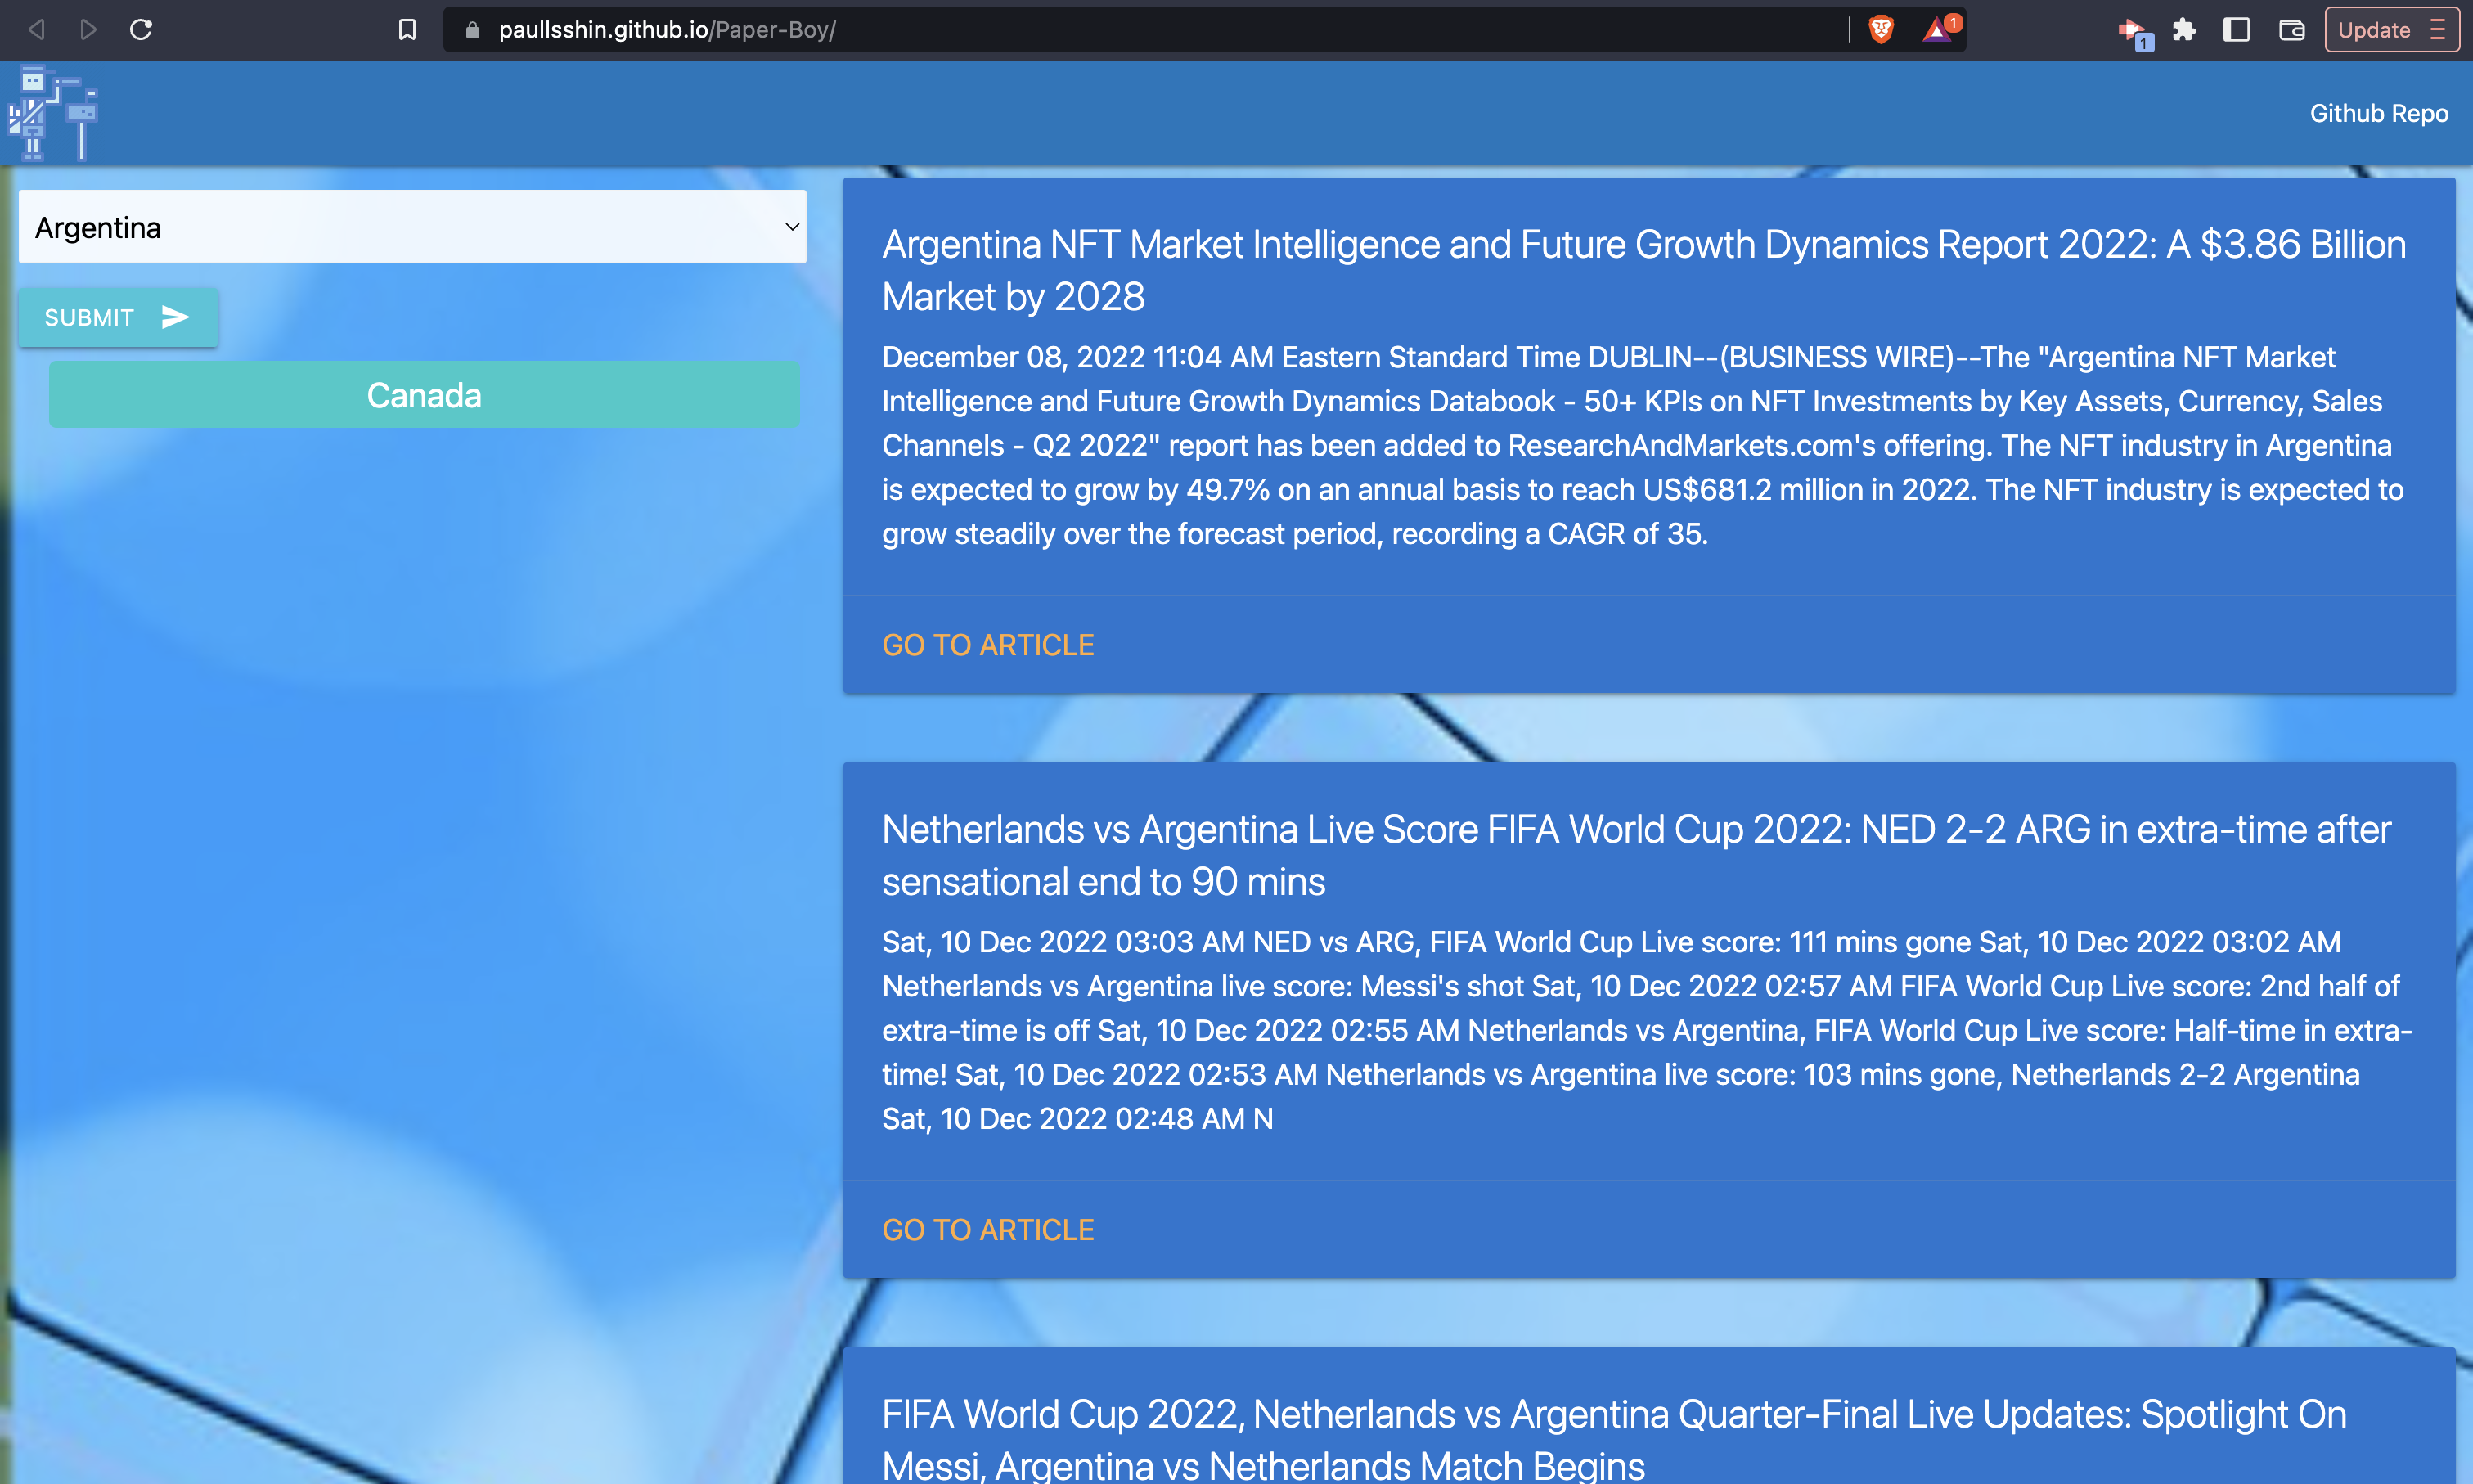 paullsshin.github.io/Paper-Boy/
1
1
Update
Github Repo
Argentina
SUBMIT
Canada
Argentina NFT Market Intelligence and Future Growth Dynamics Report 2022: A $3.86 Billion
Market by 2028
December 08, 2022 11:04 AM Eastern Standard Time DUBLIN--(BUSINESS WIRE)--The "Argentina NFT Market
Intelligence and Future Growth Dynamics Databook - 50+ KPIs on NFT Investments by Key Assets, Currency, Sales
Channels - Q2 2022" report has been added to ResearchAndMarkets.com's offering. The NFT industry in Argentina
is expected to grow by 49.7% on an annual basis to reach US$681.2 million in 2022. The NFT industry is expected to
grow steadily over the forecast period, recording a CAGR of 35.
GO TO ARTICLE
Netherlands vs Argentina Live Score FIFA World Cup 2022: NED 2-2 ARG in extra-time after
sensational end to 90 mins
Sat, 10 Dec 2022 03:03 AM NED vs ARG, FIFA World Cup Live score: 111 mins gone Sat, 10 Dec 2022 03:02 AM
Netherlands vs Argentina live score: Messi's shot Sat, 10 Dec 2022 02:57 AM FIFA World Cup Live score: 2nd half of
extra-time is off Sat, 10 Dec 2022 02:55 AM Netherlands vs Argentina, FIFA World Cup Live score: Half-time in extra-
time! Sat, 10 Dec 2022 02:53 AM Netherlands vs Argentina live score: 103 mins gone, Netherlands 2-2 Argentina
Sat, 10 Dec 2022 02:48 AM N
GO TO ARTICLE
FIFA World Cup 2022, Netherlands vs Argentina Quarter-Final Live Updates: Spotlight On
Messi, Argentina vs Netherlands Match Begins